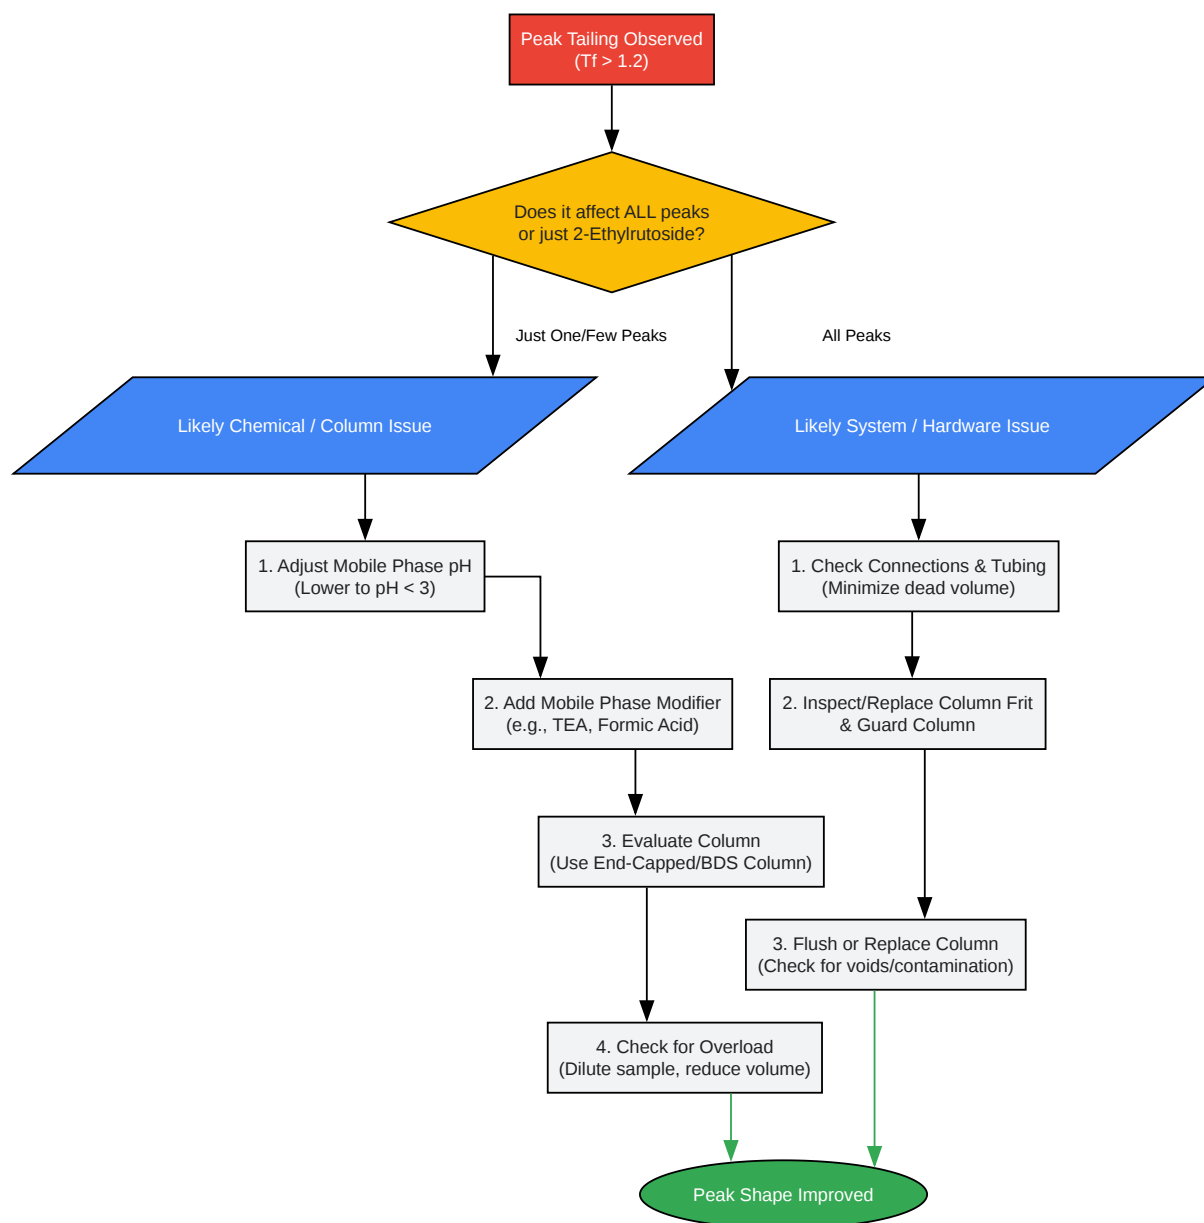 Peak Tailing Observed
(Tf > 1.2)
Does it affect ALL peaks
or just 2-Ethylrutoside?
Just One/Few Peaks
All Peaks
Likely Chemical / Column Issue
Likely System / Hardware Issue
1. Adjust Mobile Phase pH
(Lower to pH < 3)
1. Check Connections & Tubing
(Minimize dead volume)
2. Add Mobile Phase Modifier
(e.g., TEA, Formic Acid)
2. Inspect/Replace Column Frit
& Guard Column
3. Evaluate Column
(Use End-Capped/BDS Column)
3. Flush or Replace Column
(Check for voids/contamination)
4. Check for Overload
(Dilute sample, reduce volume)
Peak Shape Improved